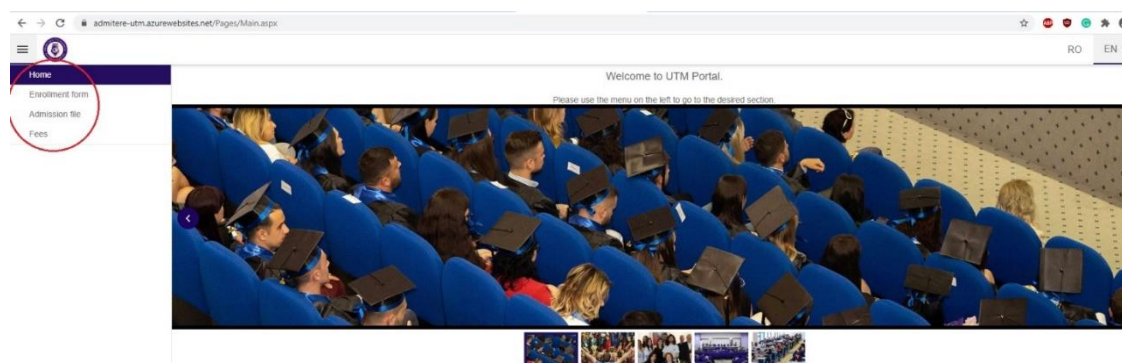 admitere-utm.azurewebsites.net/Pages/Main.aspx
RO EN
Home
Enrollment form
Admission file
Fees
Welcome to UTM Portal.
Please use the menu on the left to go to the desired section